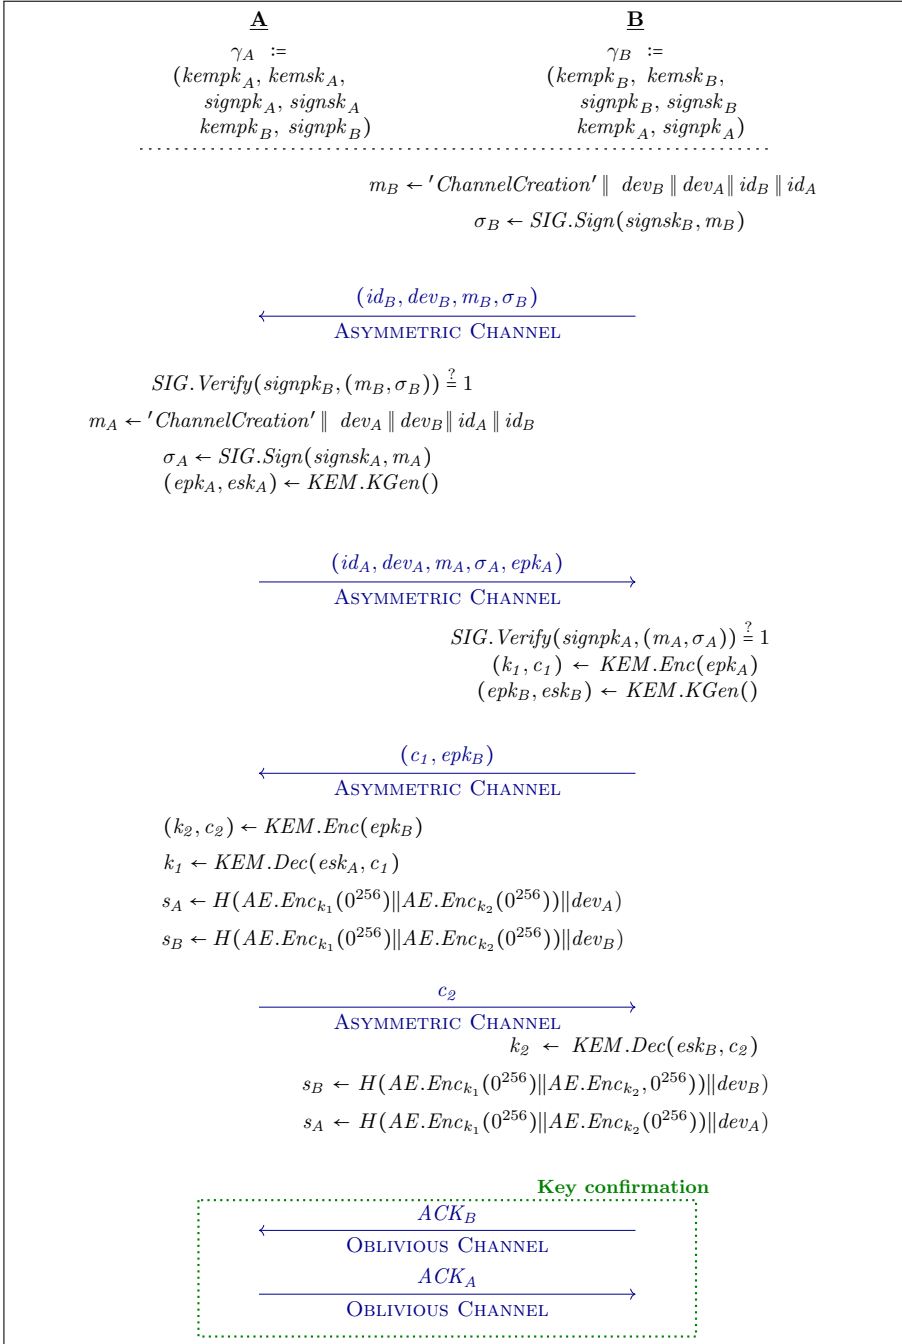 A B
γ_A := γ_B :=
(kempk_A, kemsk_A, (kempk_B, kemsk_B,
signpk_A, signsk_A signpk_B, signsk_B
kempk_B, signpk_B) kempk_A, signpk_A)
m_B ← 'ChannelCreation' ∥ dev_B ∥ dev_A ∥ id_B ∥ id_A
σ_B ← SIG.Sign(signsk_B, m_B)
(id_B, dev_B, m_B, σ_B)
ASYMMETRIC CHANNEL
SIG.Verify(signpk_B, (m_B, σ_B)) ≟ 1
m_A ← 'ChannelCreation' ∥ dev_A ∥ dev_B ∥ id_A ∥ id_B
σ_A ← SIG.Sign(signsk_A, m_A)
(epk_A, esk_A) ← KEM.KGen()
(id_A, dev_A, m_A, σ_A, epk_A)
ASYMMETRIC CHANNEL
SIG.Verify(signpk_A, (m_A, σ_A)) ≟ 1
(k_1, c_1) ← KEM.Enc(epk_A)
(epk_B, esk_B) ← KEM.KGen()
(c_1, epk_B)
ASYMMETRIC CHANNEL
(k_2, c_2) ← KEM.Enc(epk_B)
k_1 ← KEM.Dec(esk_A, c_1)
s_A ← H(AE.Enc_{k_1}(0^{256})||AE.Enc_{k_2}(0^{256}))||dev_A)
s_B ← H(AE.Enc_{k_1}(0^{256})||AE.Enc_{k_2}(0^{256}))||dev_B)
c_2
ASYMMETRIC CHANNEL
k_2 ← KEM.Dec(esk_B, c_2)
s_B ← H(AE.Enc_{k_1}(0^{256})||AE.Enc_{k_2}, 0^{256}))||dev_B)
s_A ← H(AE.Enc_{k_1}(0^{256})||AE.Enc_{k_2}(0^{256}))||dev_A)
Key confirmation
ACK_B
OBLIVIOUS CHANNEL
ACK_A
OBLIVIOUS CHANNEL